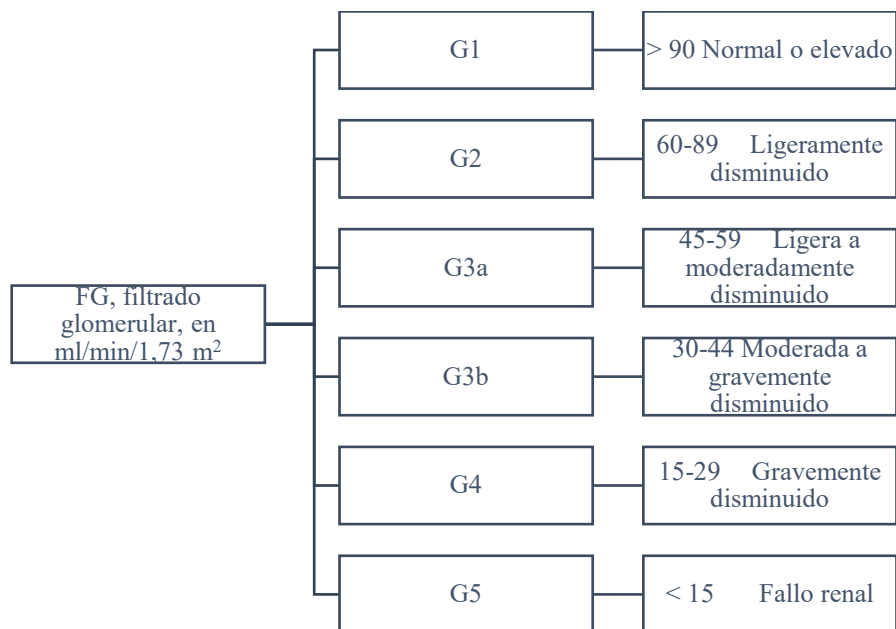 FG, filtrado
glomerular, en
ml/min/1,73 m²
G1
> 90 Normal o elevado
G2
60-89 Ligeramente
disminuido
G3a
45-59 Ligera a
moderadamente
disminuido
G3b
30-44 Moderada a
gravemente
disminuido
G4
15-29 Gravemente
disminuido
G5
< 15 Fallo renal